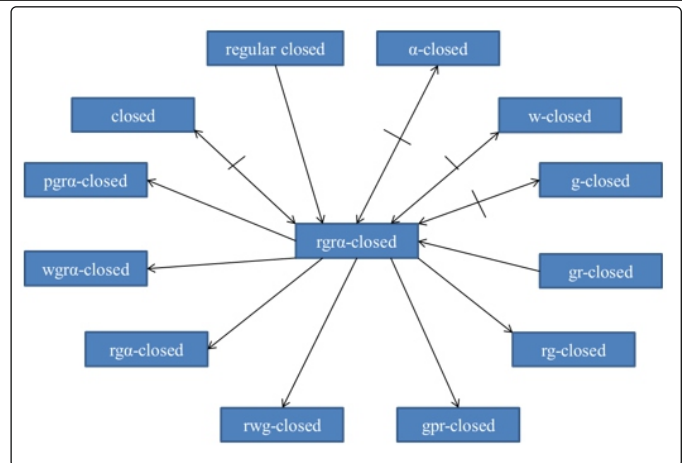 regular closed
α-closed
closed
w-closed
pgrα-closed
g-closed
rgrα-closed
wgrα-closed
gr-closed
rgα-closed
rg-closed
rwg-closed
gpr-closed